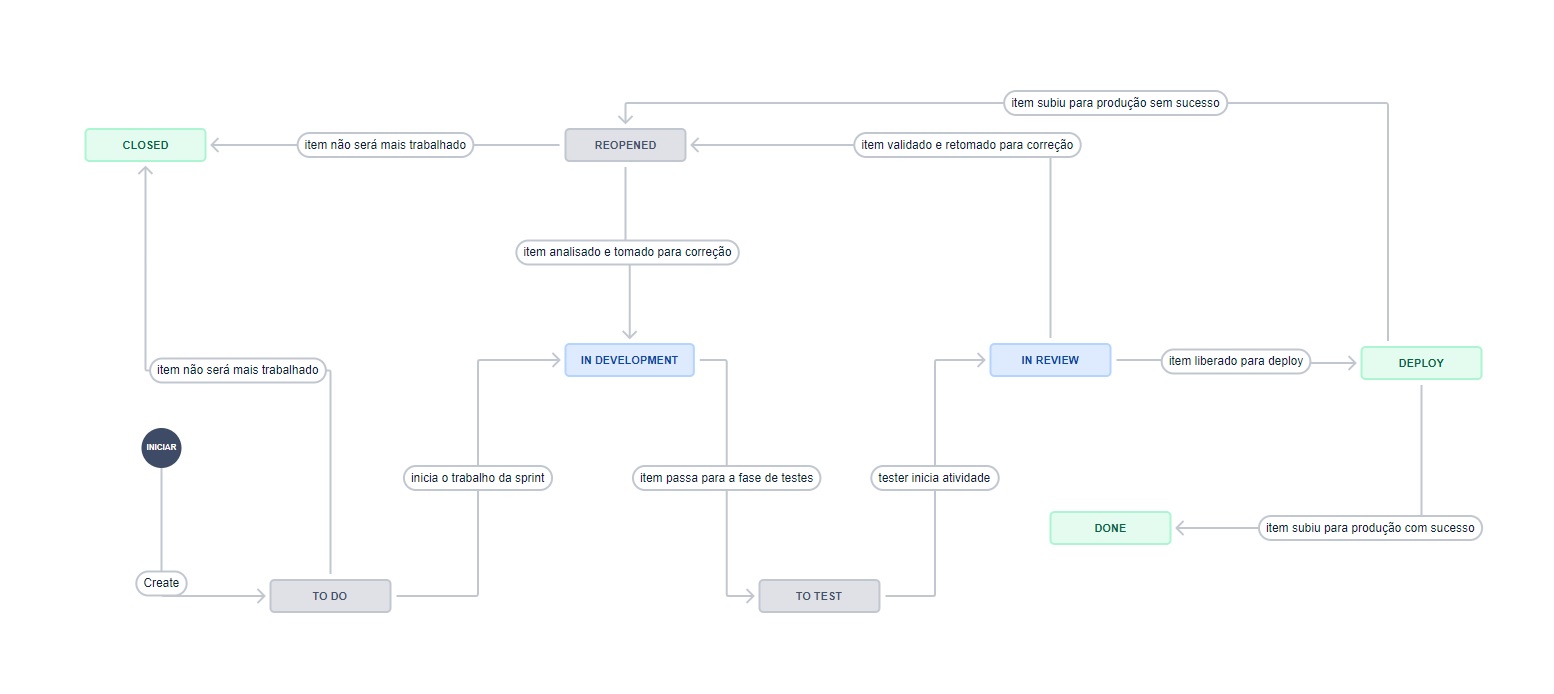 item subiu para produção sem sucesso
CLOSED
item não será mais trabalhado
REOPENED
item validado e retomado para correção
item analisado e tomado para correção
IN DEVELOPMENT
IN REVIEW
item liberado para deploy
DEPLOY
item não será mais trabalhado
INICIAR
inicia o trabalho da sprint
item passa para a fase de testes
tester inicia atividade
DONE
item subiu para produção com sucesso
Create
TO DO
TO TEST